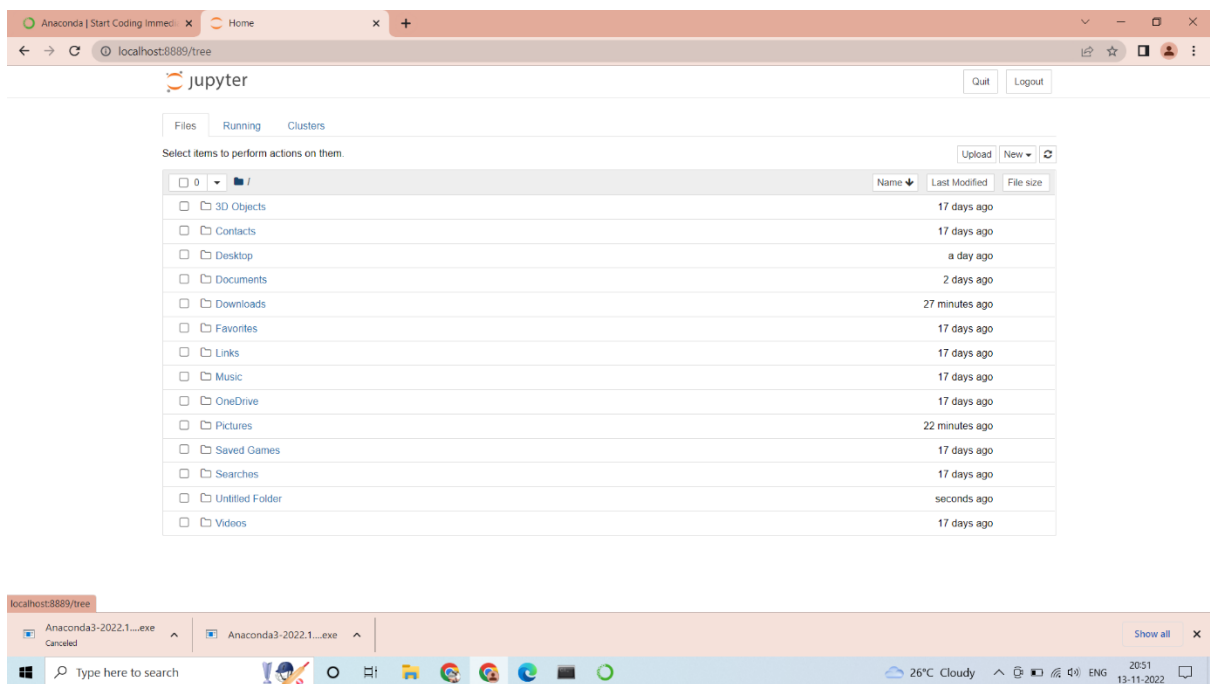 Anaconda | Start Coding Immedi
Home
localhost:8889/tree
jupyter
Quit
Logout
Files
Running
Clusters
Select items to perform actions on them.
Upload
New
0
/
Name
Last Modified
File size
3D Objects
17 days ago
Contacts
17 days ago
Desktop
a day ago
Documents
2 days ago
Downloads
27 minutes ago
Favorites
17 days ago
Links
17 days ago
Music
17 days ago
OneDrive
17 days ago
Pictures
22 minutes ago
Saved Games
17 days ago
Searches
17 days ago
Untitled Folder
seconds ago
Videos
17 days ago
localhost:8889/tree
Anaconda3-2022.1....exe
Canceled
Anaconda3-2022.1....exe
Show all
Type here to search
26°C Cloudy
ENG
20:51
13-11-2022